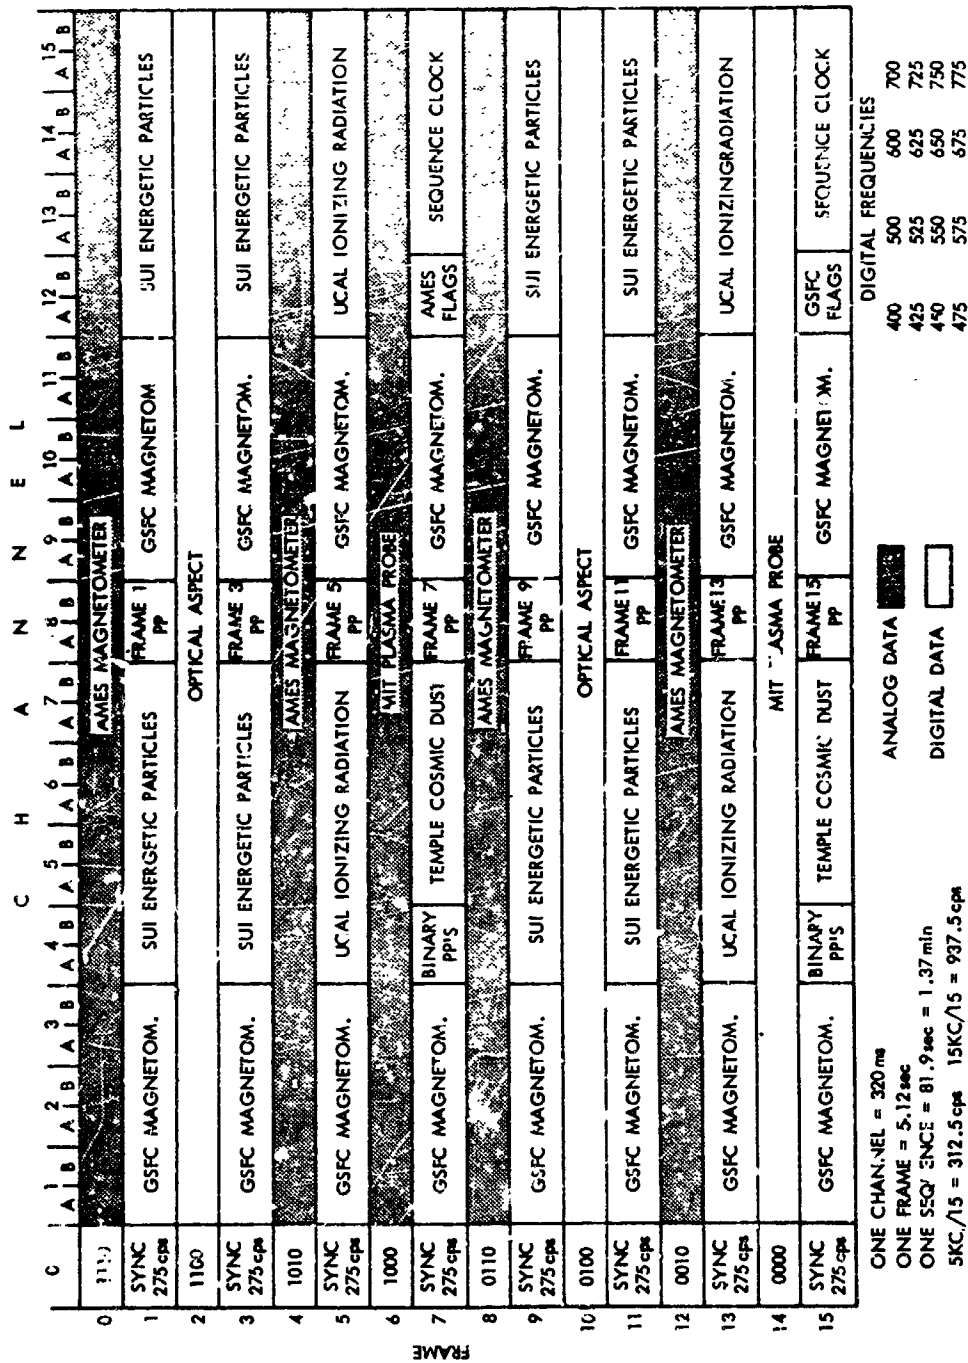 CHANNEL
C 1 2 3 4 5 6 7 8 9 10 11 12 13 14 15
A B A B A B A B A B A B A B A B A B A B A B A B A B A B A B
FRAME
0 AMES MAGNETOMETER
1 SYNC 275 cps GSFC MAGNETOM. SUI ENERGETIC PARTICLES FRAME 1 PP GSFC MAGNETOM SUI ENERGETIC PARTICLES
2 1100 OPTICAL ASPECT
3 SYNC 275 cps GSFC MAGNETOM. SUI ENERGETIC PARTICLES FRAME 3 PP GSFC MAGNETOM. SUI ENERGETIC PARTICLES
4 1010 AMES MAGNETOMETER
5 SYNC 275 cps GSFC MAGNETOM. UCAL IONIZING RADIATION FRAME 5 PP GSFC MAGNETOM. UCAL IONIZING RADIATION
6 1000 MIT PLASMA PROBE
7 SYNC 275 cps GSFC MAGNETOM. BINARY PP'S TEMPLE COSMIC DUST FRAME 7 PP GSFC MAGNETOM. AMES FLAGS SEQUENCE CLOCK
8 0110 AMES MAGNETOMETER
9 SYNC 275 cps GSFC MAGNETOM. SUI ENERGETIC PARTICLES FRAME 9 PP GSFC MAGNETOM. SUI ENERGETIC PARTICLES
10 0100 OPTICAL ASPECT
11 SYNC 275 cps GSFC MAGNETOM. SUI ENERGETIC PARTICLES FRAME 11 PP GSFC MAGNETOM. SUI ENERGETIC PARTICLES
12 0010 AMES MAGNETOMETER
13 SYNC 275 cps GSFC MAGNETOM. UCAL IONIZING RADIATION FRAME 13 PP GSFC MAGNETOM. UCAL IONIZINGRADIATION
14 0000 MIT PLASMA PROBE
15 SYNC 275 cps GSFC MAGNETOM. BINARY PP'S TEMPLE COSMIC DUST FRAME 15 PP GSFC MAGNETOM. GSFC FLAGS SEQUENCE CLOCK
ONE CHANNEL = 320 ms
ONE FRAME = 5.12 sec
ONE SEQUENCE = 81.9 sec = 1.37 min
5KC/15 = 312.5 cps 15KC/15 = 937.5 cps
ANALOG DATA
DIGITAL DATA
DIGITAL FREQUENCIES
400 500 600 700
425 525 625 725
450 550 650 750
475 575 675 775